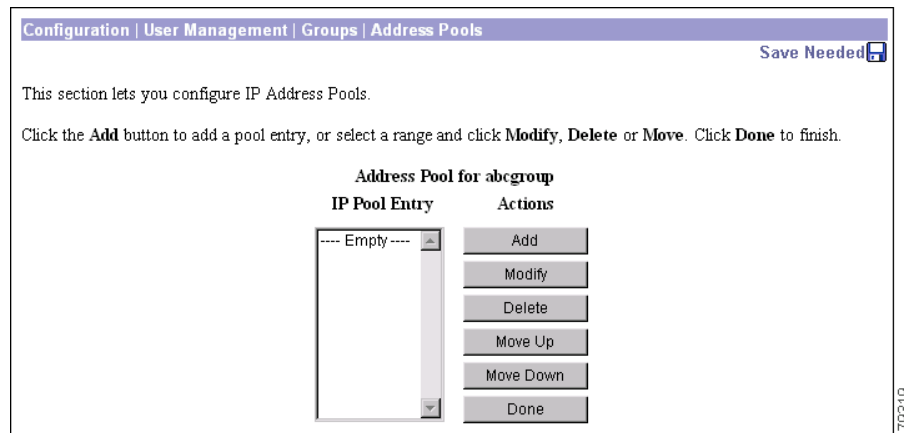 Configuration | User Management | Groups | Address Pools
Save Needed
This section lets you configure IP Address Pools.
Click the Add button to add a pool entry, or select a range and click Modify, Delete or Move. Click Done to finish.
Address Pool for abcgroup
IP Pool Entry
Actions
---- Empty ----
Add
Modify
Delete
Move Up
Move Down
Done